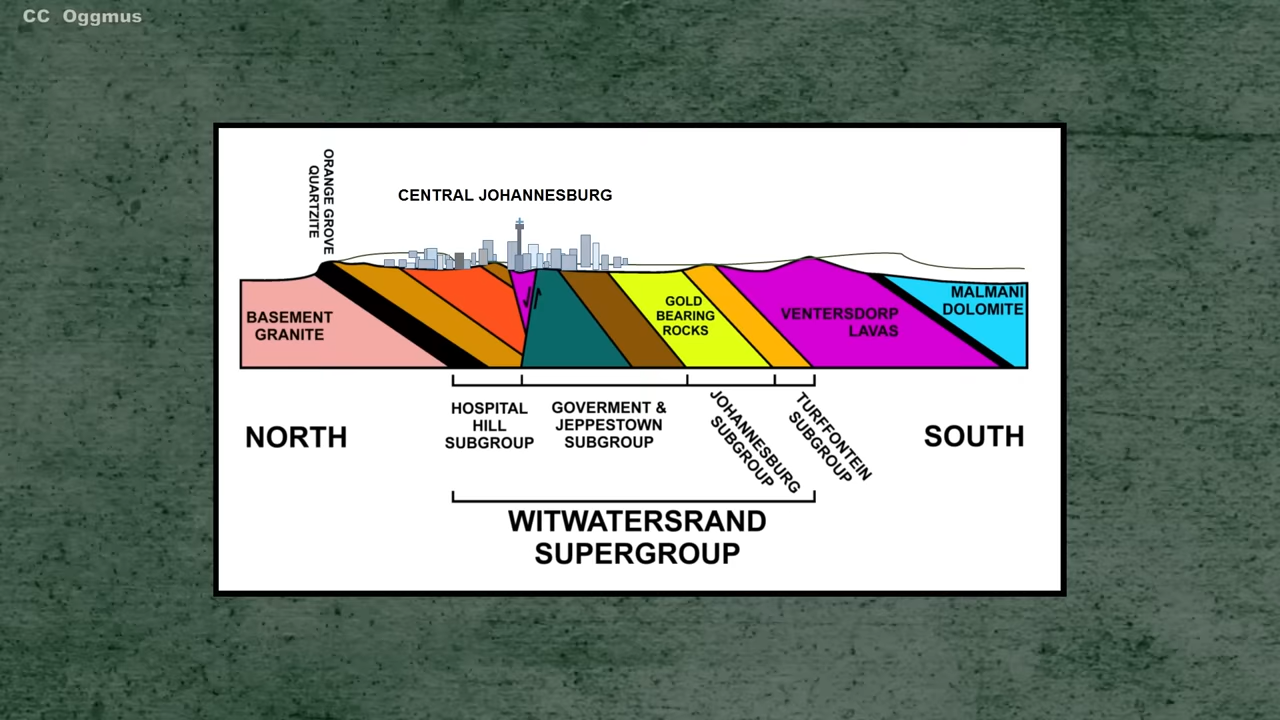 CC Oggmus
ORANGE GROVE
QUARTZITE
CENTRAL JOHANNESBURG
BASEMENT
GRANITE
GOLD
BEARING
ROCKS
VENTERSDORP
LAVAS
MALMANI
DOLOMITE
HOSPITAL
HILL
SUBGROUP
GOVERMENT &
JEPPESTOWN
SUBGROUP
JOHANNESBURG
SUBGROUP
TURFFONTEIN
SUBGROUP
NORTH
SOUTH
WITWATERSRAND
SUPERGROUP